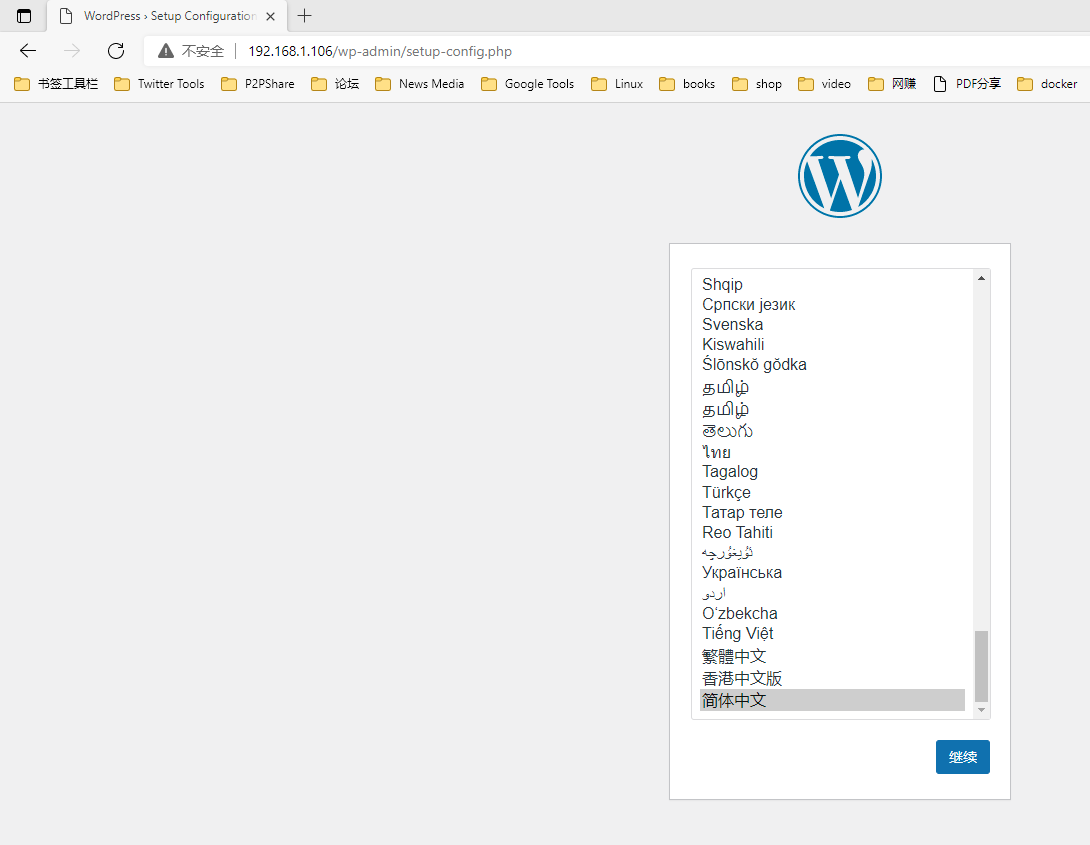 WordPress › Setup Configuration
不安全 192.168.1.106/wp-admin/setup-config.php
书签工具栏 Twitter Tools P2PShare 论坛 News Media Google Tools Linux books shop video 网赚 PDF分享 docker
Shqip
Српски језик
Svenska
Kiswahili
Ślōnskŏ gŏdka
தமிழ்
தமிழ்
తెలుగు
ไทย
Tagalog
Türkçe
Татар теле
Reo Tahiti
ئۇيغۇرچە
Українська
اردو
O‘zbekcha
Tiếng Việt
繁體中文
香港中文版
简体中文
继续